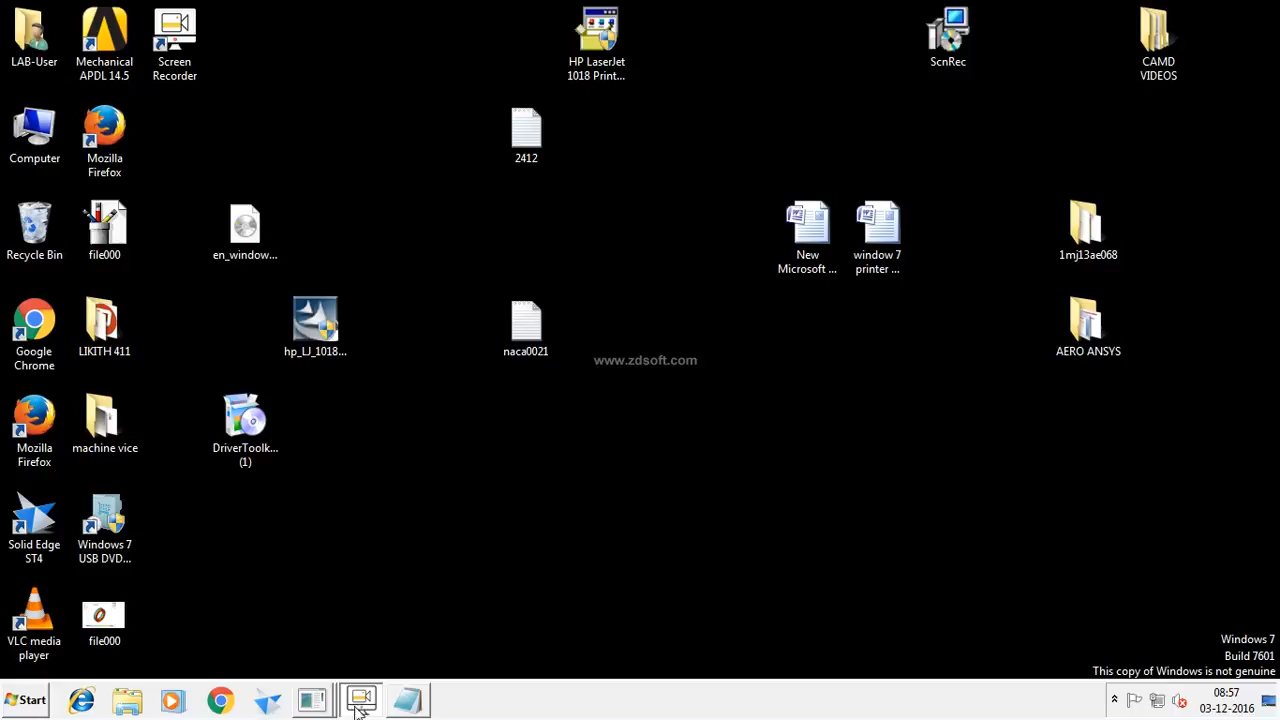 LAB-User
Mechanical
APDL 14.5
Screen
Recorder
HP LaserJet
1018 Print...
ScnRec
CAMD
VIDEOS
Computer
Mozilla
Firefox
2412
Recycle Bin
file000
en_window...
New
Microsoft ...
window 7
printer ...
1mj13ae068
Google
Chrome
LIKITH 411
hp_LJ_1018...
naca0021
AERO ANSYS
www.zdsoft.com
Mozilla
Firefox
machine vice
DriverToolk...
(1)
Solid Edge
ST4
Windows 7
USB DVD...
VLC media
player
file000
Windows 7
Build 7601
This copy of Windows is not genuine
Start
08:57
03-12-2016